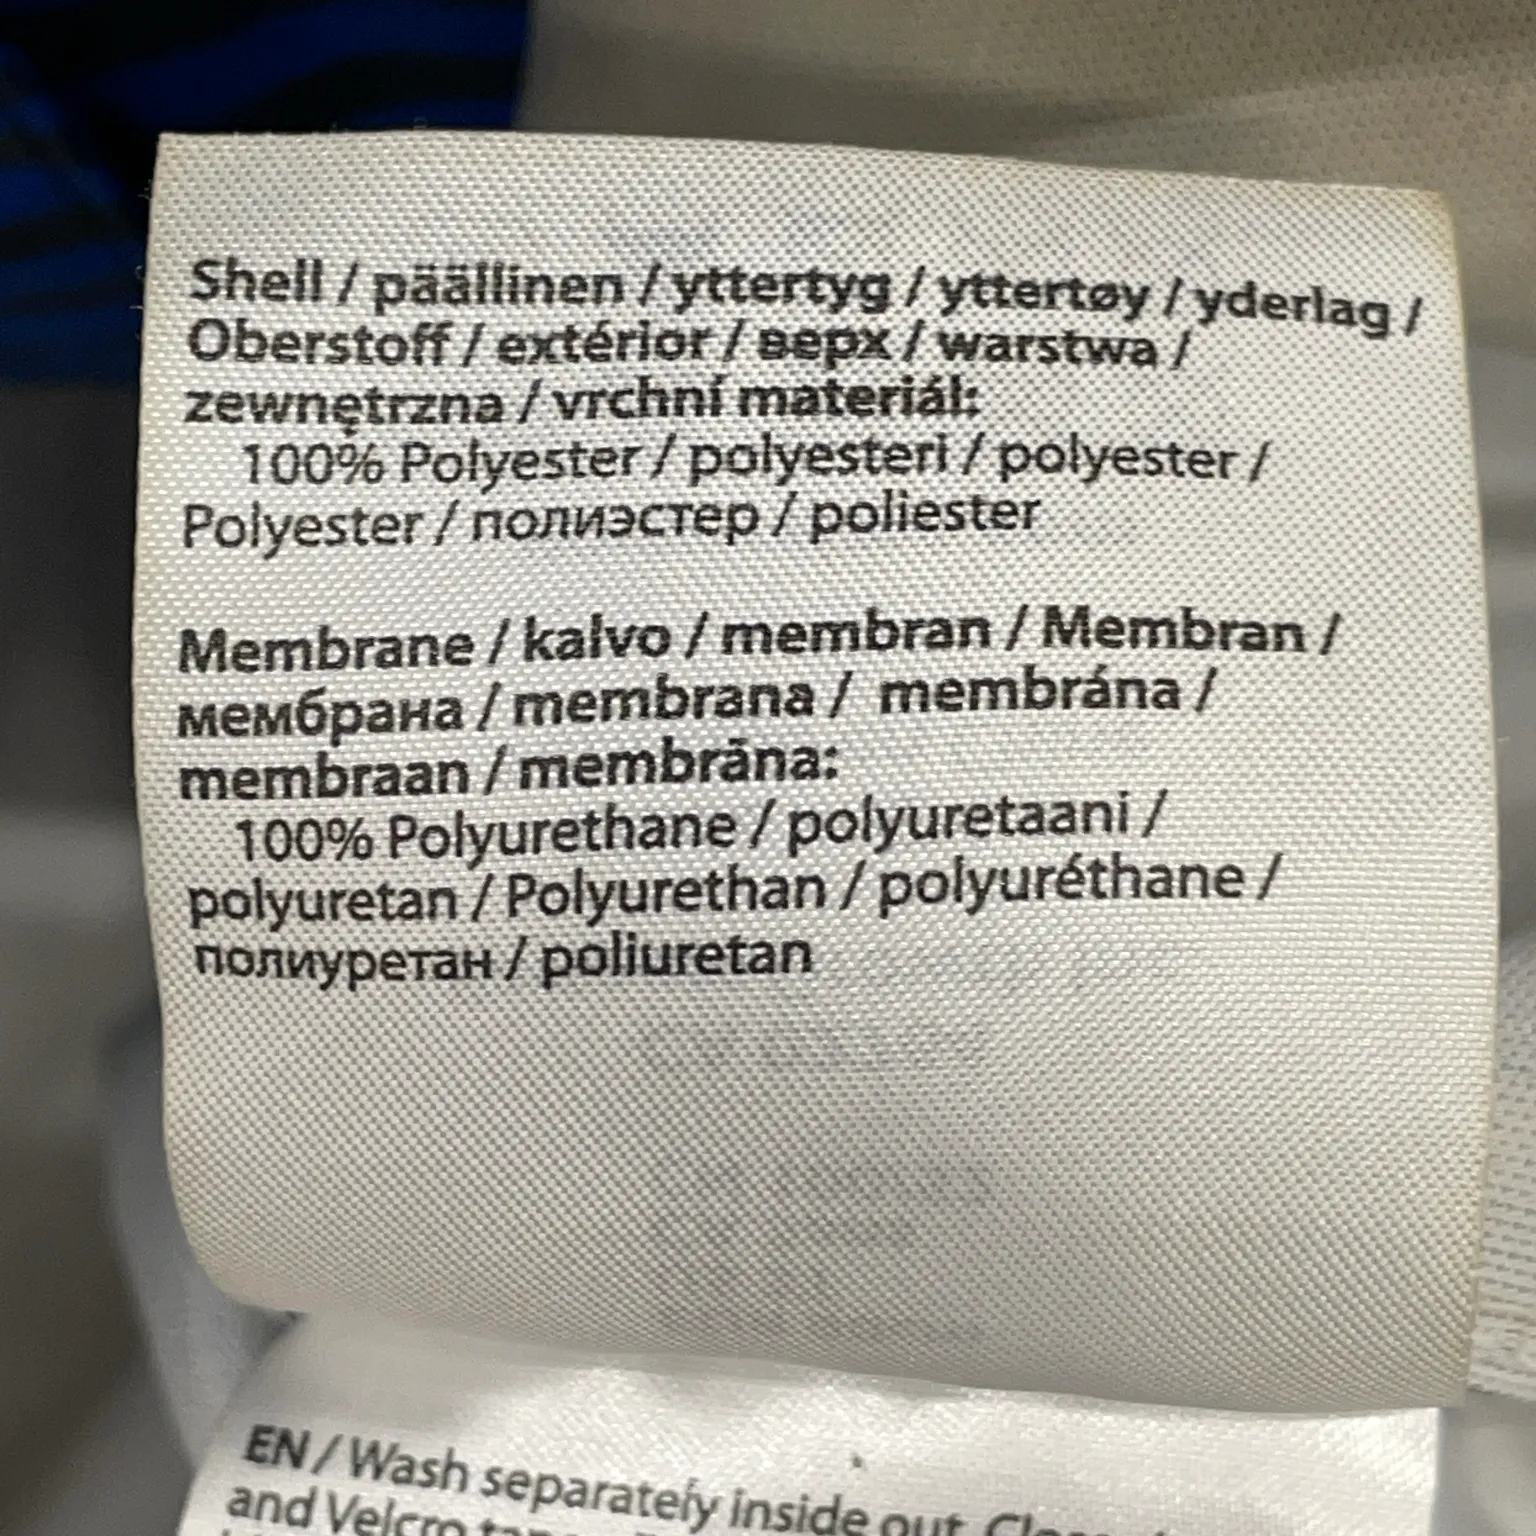 Shell / päällinen / yttertyg / yttertøy / yderlag /
Oberstoff / extérior / верх / warstwa /
zewnętrzna / vrchní materiál:
100% Polyester / polyesteri / polyester /
Polyester / полиэстер / poliester
Membrane / kalvo / membran / Membran /
мембрана / membrana / membrána /
membraan / membrāna:
100% Polyurethane / polyuretaani /
polyuretan / Polyurethan / polyuréthane /
полиуретан / poliuretan
EN / Wash separately inside out.
and Velcro